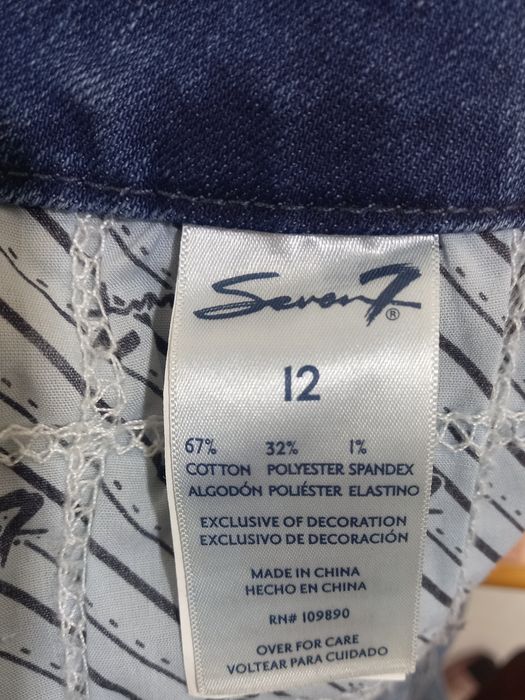 Seven7®
12
67% 32% 1%
COTTON POLYESTER SPANDEX
ALGODÓN POLIÉSTER ELASTINO
EXCLUSIVE OF DECORATION
EXCLUSIVO DE DECORACIÓN
MADE IN CHINA
HECHO EN CHINA
RN# 109890
OVER FOR CARE
VOLTEAR PARA CUIDADO